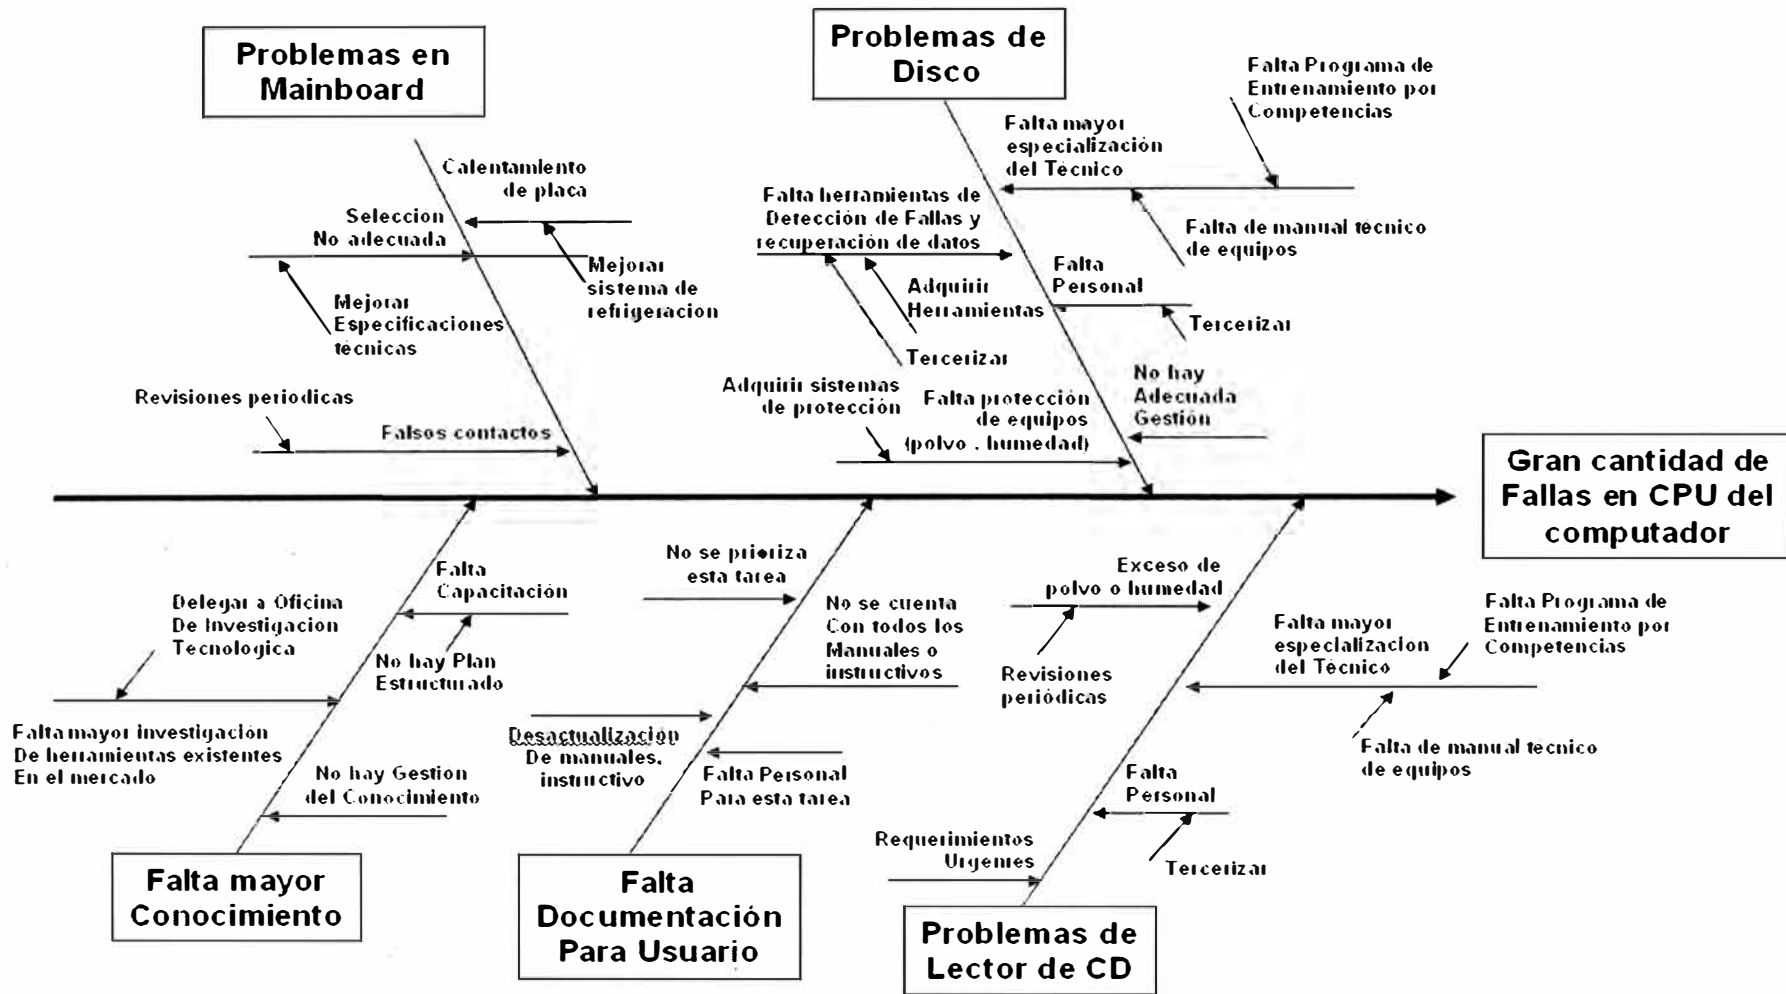 Problemas en
Mainboard
Problemas de
Disco
Falta Programa de
Entrenamiento por
Competencias
Falta mayor
especialización
del Técnico
Calentamiento
de placa
Falta herramientas de
Detección de Fallas y
recuperación de datos
Selección
No adecuada
Falta de manual técnico
de equipos
Mejorar
sistema de
refrigeración
Falta
Personal
Adquirir
Herramientas
Mejorar
Especificaciones
técnicas
Tercerizar
Tercerizar
Revisiones periódicas
Adquirir sistemas
de protección
Falta protección
de equipos
(polvo , humedad)
No hay
Adecuada
Gestión
Falsos contactos
Gran cantidad de
Fallas en CPU del
computador
No se prioriza
esta tarea
Falta
Capacitación
Exceso de
polvo o humedad
Delegar a Oficina
De Investigación
Tecnológica
No se cuenta
Con todos los
Manuales o
instructivos
Falta mayor
especialización
del Técnico
Falta Programa de
Entrenamiento por
Competencias
No hay Plan
Estructurado
Revisiones
periódicas
Falta mayor investigación
De herramientas existentes
En el mercado
Desactualización
De manuales,
instructivo
Falta de manual técnico
de equipos
No hay Gestión
del Conocimiento
Falta Personal
Para esta tarea
Falta
Personal
Requerimientos
Urgentes
Tercerizar
Falta mayor
Conocimiento
Falta
Documentación
Para Usuario
Problemas de
Lector de CD